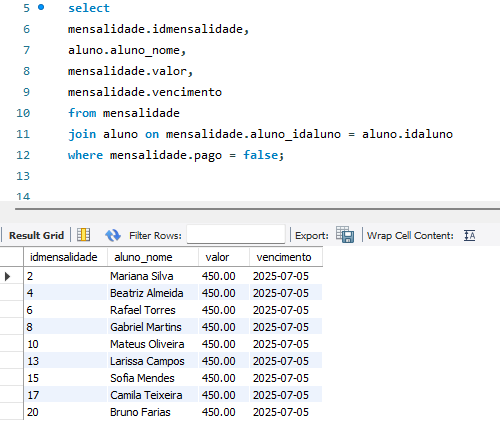 5 select
6 mensalidade.idmensalidade,
7 aluno.aluno_nome,
8 mensalidade.valor,
9 mensalidade.vencimento
10 from mensalidade
11 join aluno on mensalidade.aluno_idaluno = aluno.idaluno
12 where mensalidade.pago = false;
13
14
Result Grid Filter Rows: Export: Wrap Cell Content:
idmensalidade aluno_nome valor vencimento
2 Mariana Silva 450.00 2025-07-05
4 Beatriz Almeida 450.00 2025-07-05
6 Rafael Torres 450.00 2025-07-05
8 Gabriel Martins 450.00 2025-07-05
10 Mateus Oliveira 450.00 2025-07-05
13 Larissa Campos 450.00 2025-07-05
15 Sofia Mendes 450.00 2025-07-05
17 Camila Teixeira 450.00 2025-07-05
20 Bruno Farias 450.00 2025-07-05